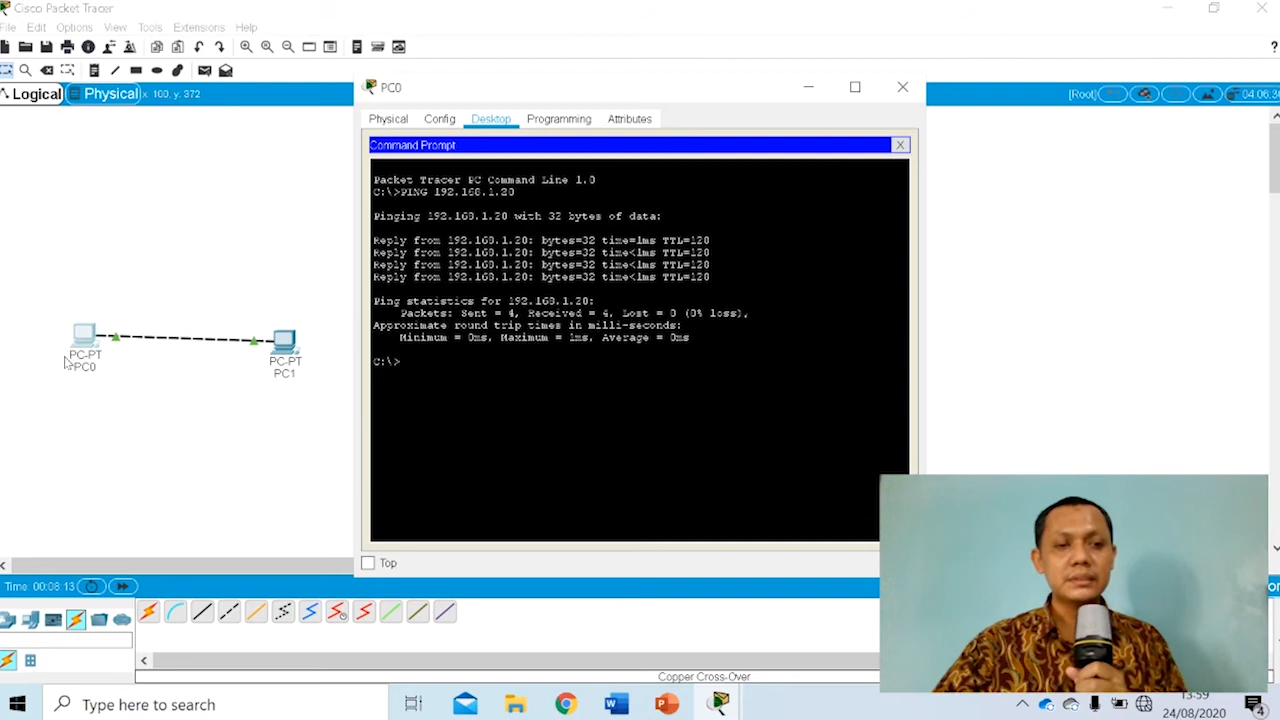 Cisco Packet Tracer
File Edit Options View Tools Extensions Help
Logical Physical x: 100, y: 372
[Root] 04:06:3
PC0
Physical Config Desktop Programming Attributes
Command Prompt X
Packet Tracer PC Command Line 1.0
C:\>PING 192.168.1.20
Pinging 192.168.1.20 with 32 bytes of data:
Reply from 192.168.1.20: bytes=32 time=1ms TTL=128
Reply from 192.168.1.20: bytes=32 time<1ms TTL=128
Reply from 192.168.1.20: bytes=32 time<1ms TTL=128
Reply from 192.168.1.20: bytes=32 time<1ms TTL=128
Ping statistics for 192.168.1.20:
Packets: Sent = 4, Received = 4, Lost = 0 (0% loss),
Approximate round trip times in milli-seconds:
Minimum = 0ms, Maximum = 1ms, Average = 0ms
C:\>
PC-PT
PC0
PC-PT
PC1
Top
Time: 00:08:13
Copper Cross-Over
Type here to search
13:59
24/08/2020
4